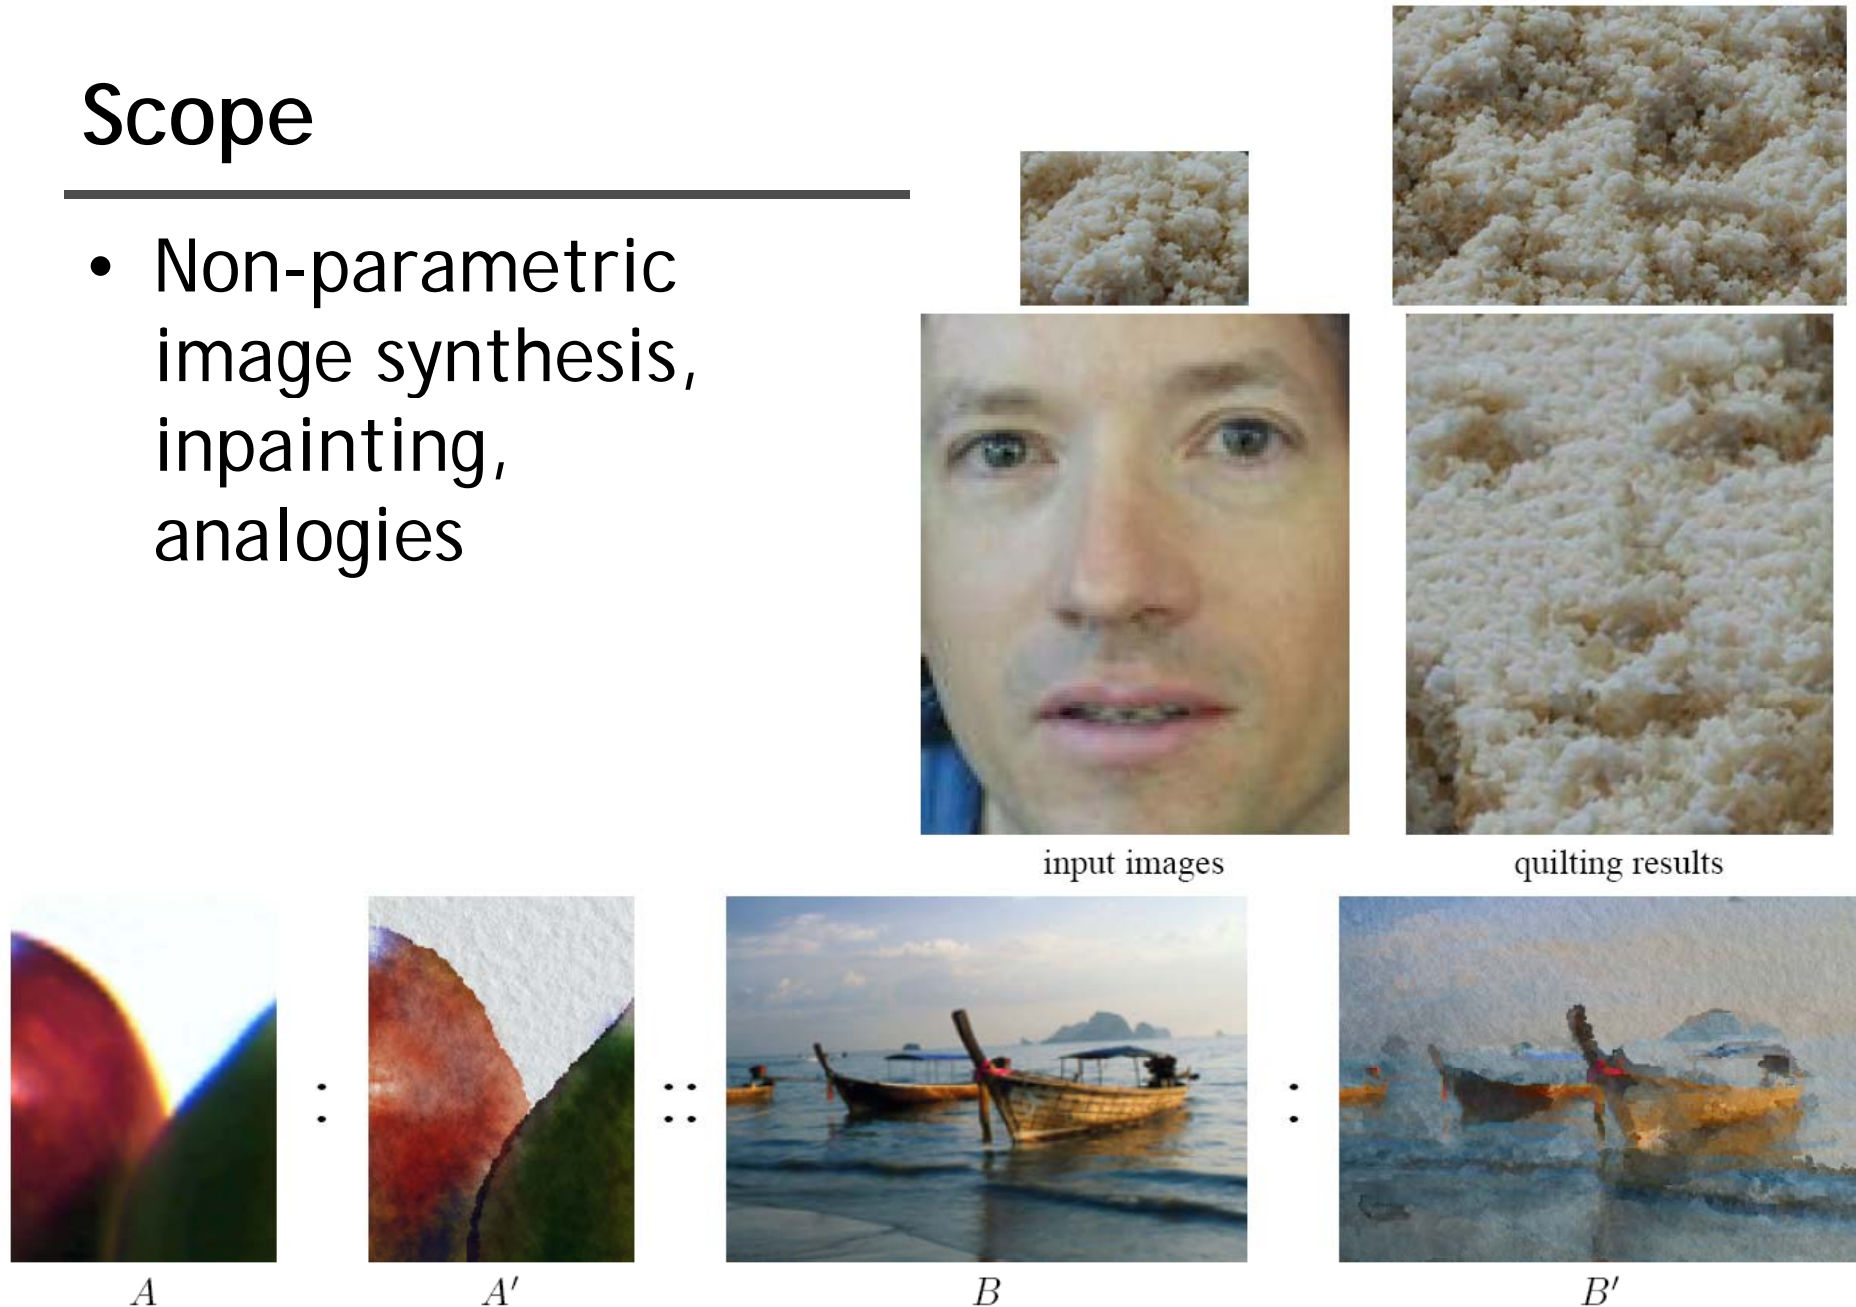 Scope
• Non-parametric
image synthesis,
inpainting,
analogies
input images
quilting results
: :: :
A A′ B B′